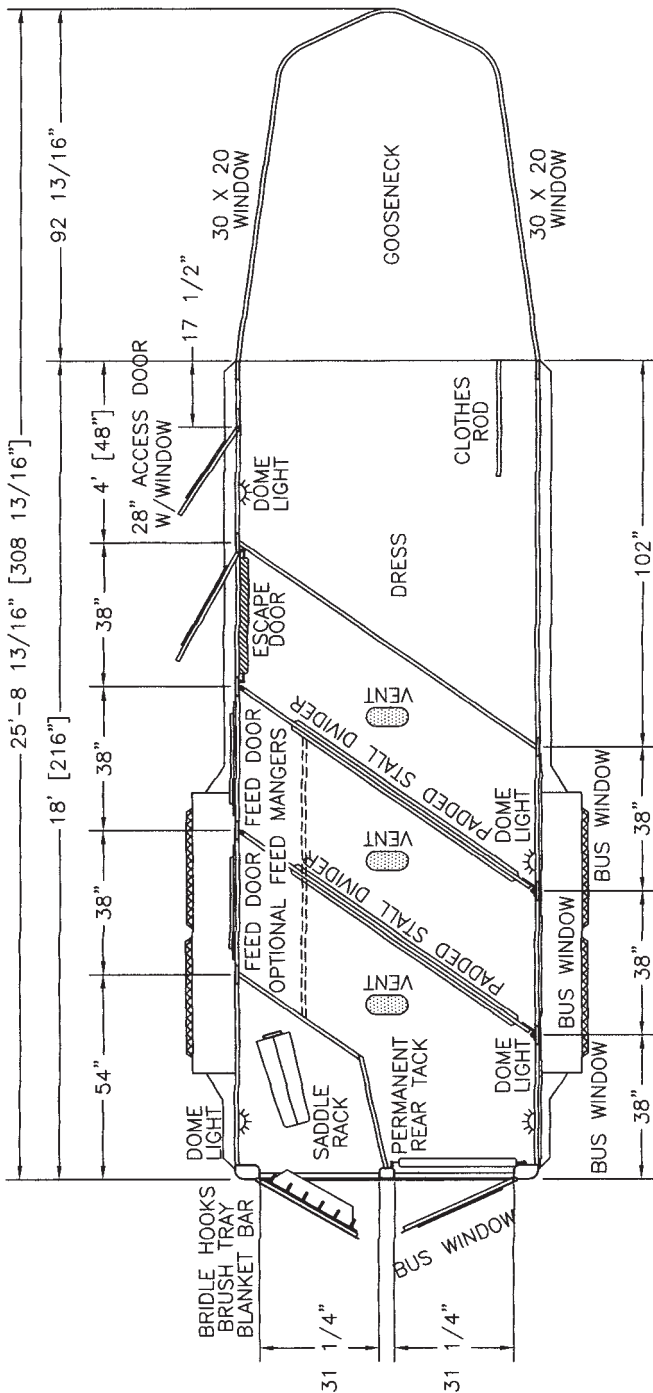 25'-8 13/16" [308 13/16"]
18' [216"]
92 13/16"
54"
38"
38"
38"
4' [48"]
17 1/2"
28" ACCESS DOOR
W/WINDOW
30 X 20
WINDOW
BRIDLE HOOKS
BRUSH TRAY
BLANKET BAR
DOME
LIGHT
FEED DOOR
FEED DOOR
OPTIONAL FEED MANGERS
ESCAPE
DOOR
DOME
LIGHT
SADDLE
RACK
PERMANENT
REAR TACK
VENT
VENT
VENT
PADDED STALL DIVIDER
PADDED STALL DIVIDER
DRESS
GOOSENECK
CLOTHES
ROD
DOME
LIGHT
DOME
LIGHT
BUS WINDOW
BUS WINDOW
BUS WINDOW
BUS WINDOW
30 X 20
WINDOW
31 1/4"
31 1/4"
38"
38"
38"
102"